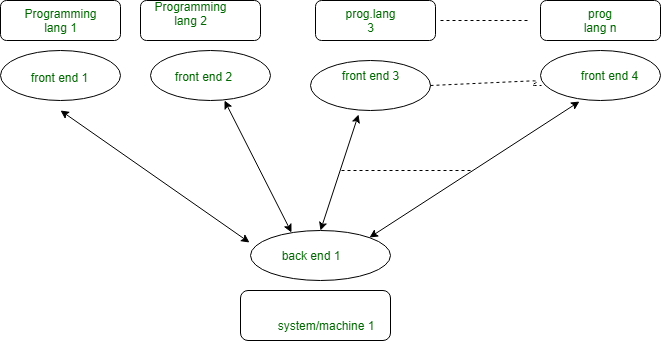 Programming
lang 1
Programming
lang 2
prog.lang
3
prog
lang n
front end 1
front end 2
front end 3
front end 4
back end 1
system/machine 1